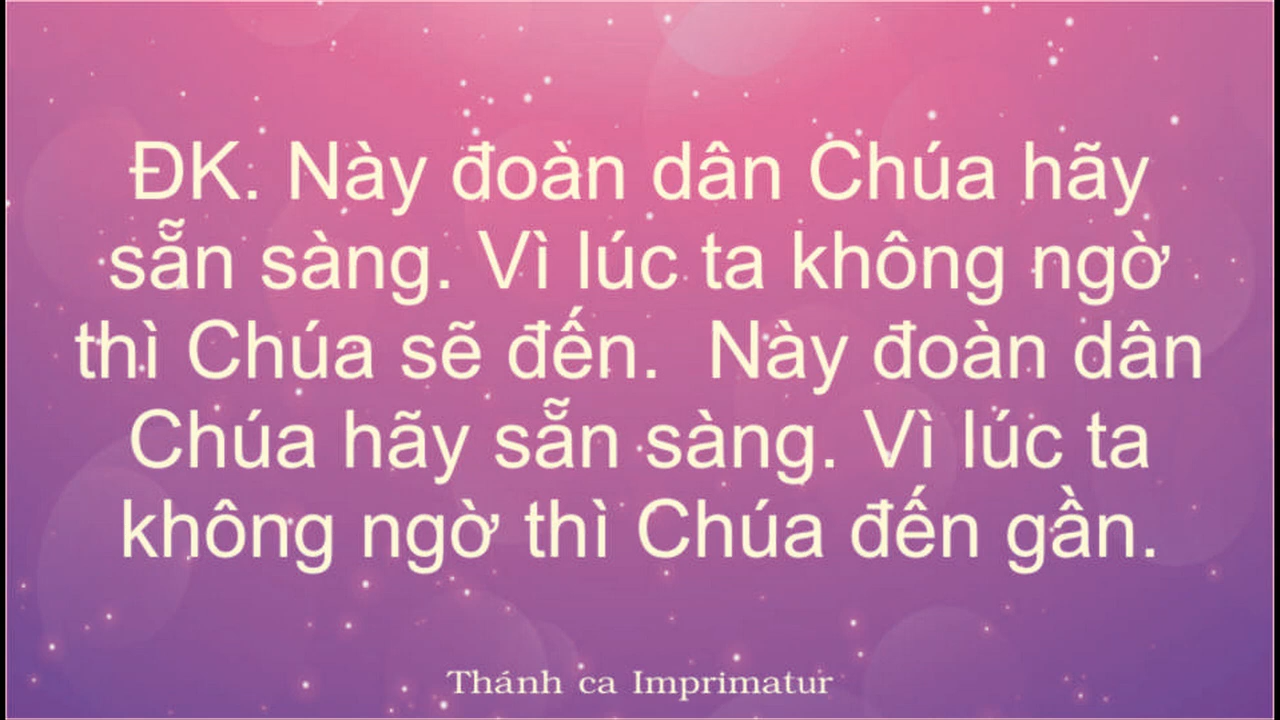 ĐK. Này đoàn dân Chúa hãy
sẵn sàng. Vì lúc ta không ngờ
thì Chúa sẽ đến. Này đoàn dân
Chúa hãy sẵn sàng. Vì lúc ta
không ngờ thì Chúa đến gần.
Thánh ca Imprimatur